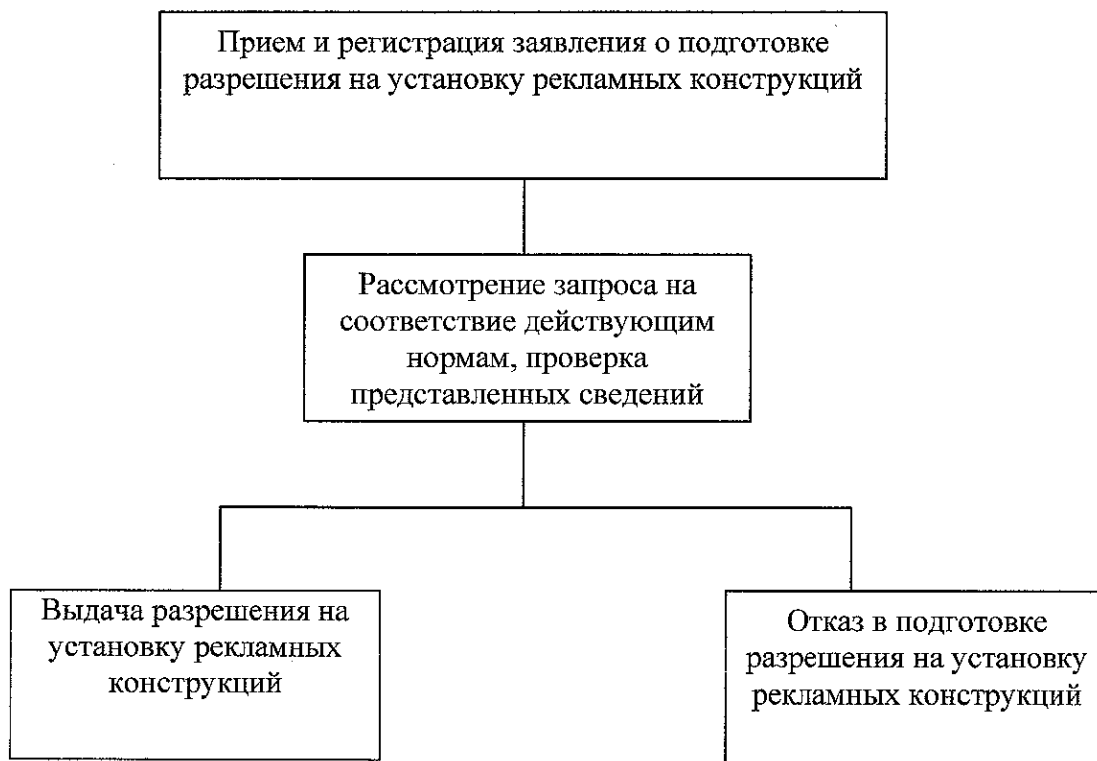 Прием и регистрация заявления о подготовке
разрешения на установку рекламных конструкций
Рассмотрение запроса на
соответствие действующим
нормам, проверка
представленных сведений
Выдача разрешения на
установку рекламных
конструкций
Отказ в подготовке
разрешения на установку
рекламных конструкций